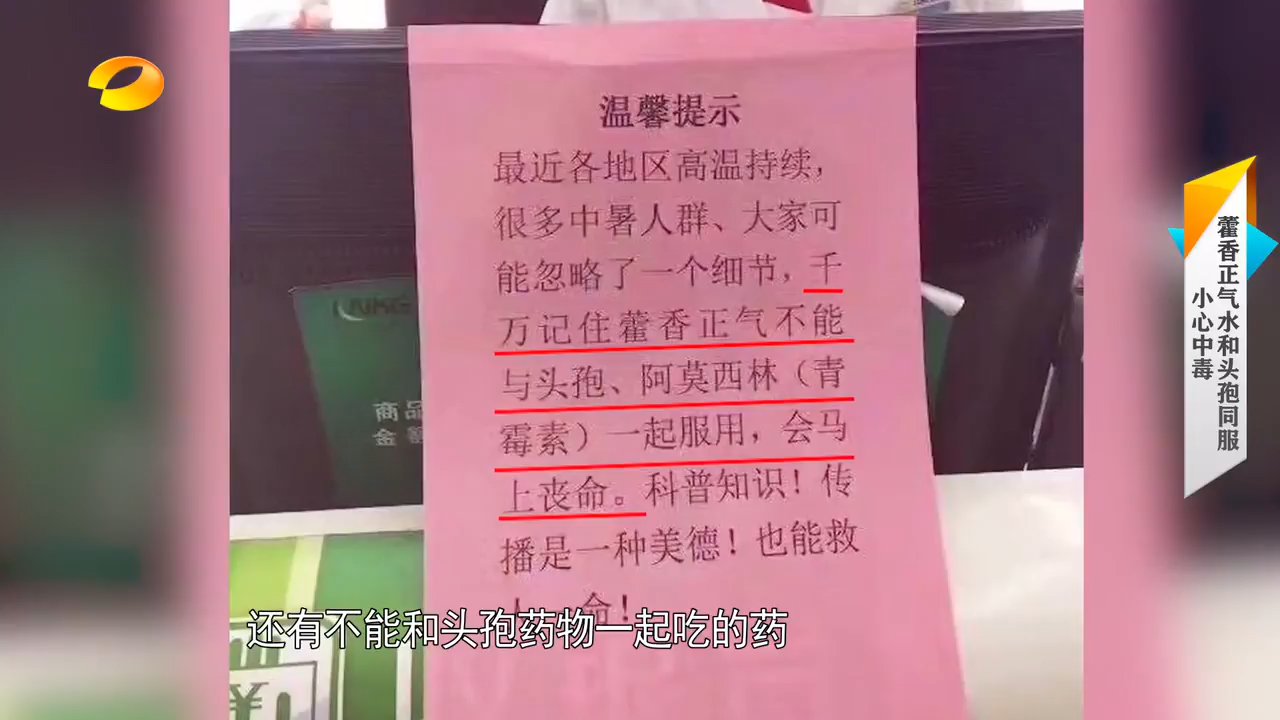 温馨提示
最近各地区高温持续，
很多中暑人群、大家可
能忽略了一个细节，千
万记住藿香正气不能
与头孢、阿莫西林（青
霉素）一起服用，会马
上丧命。科普知识！传
播是一种美德！也能救
命！
商品
金额
¥
藿香正气水和头孢同服
小心中毒
还有不能和头孢药物一起吃的药